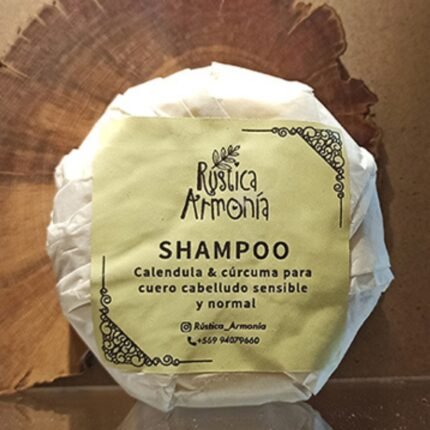 Rústica
Armonía
SHAMPOO
Calendula & cúrcuma para
cuero cabelludo sensible
y normal
Rústica_Armonía
+569 94079660